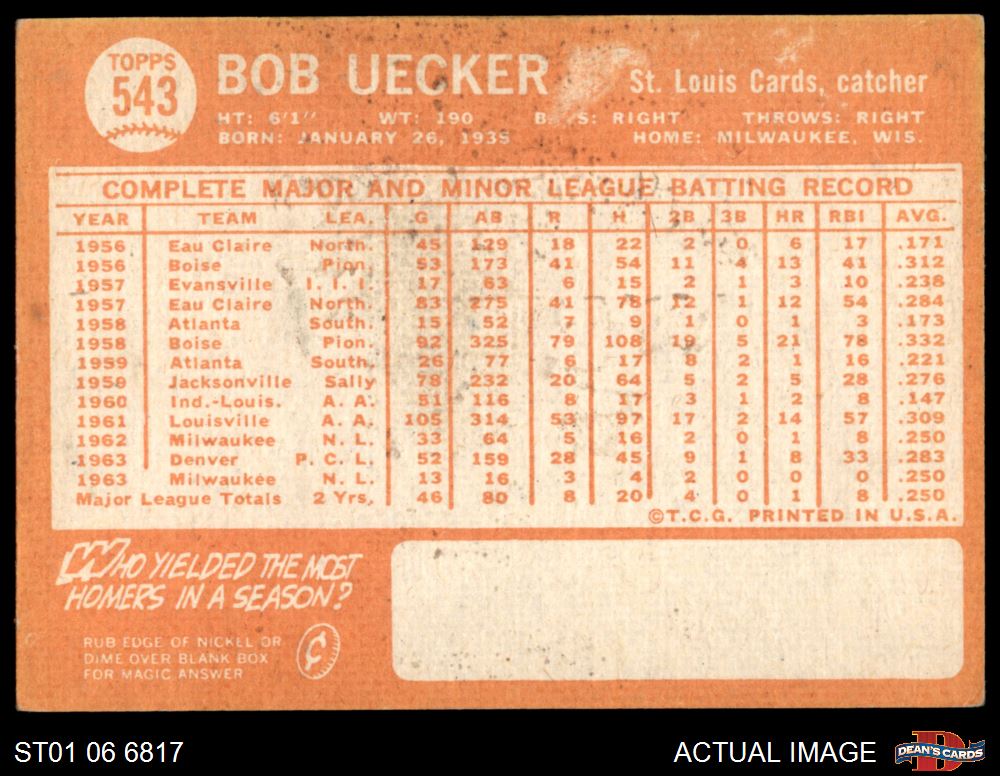 TOPPS
543
BOB UECKER
St. Louis Cards, catcher
HT: 6'1" WT: 190 B S: RIGHT THROWS: RIGHT
BORN: JANUARY 26, 1935 HOME: MILWAUKEE, WIS.
COMPLETE MAJOR AND MINOR LEAGUE BATTING RECORD
YEAR TEAM LEA. G AB R H 2B 3B HR RBI AVG.
1956 Eau Claire North. 45 129 18 22 2 0 6 17 .171
1956 Boise Pion. 53 173 41 54 11 4 13 41 .312
1957 Evansville I. I. I. 17 63 6 15 2 1 3 10 .238
1957 Eau Claire North. 83 275 41 78 12 1 12 54 .284
1958 Atlanta South. 15 52 7 9 1 0 1 3 .173
1958 Boise Pion. 92 325 79 108 19 5 21 78 .332
1959 Atlanta South. 26 77 6 17 8 2 1 16 .221
1959 Jacksonville Sally 78 232 20 64 5 2 5 28 .276
1960 Ind.-Louis. A. A. 51 116 8 17 3 1 2 8 .147
1961 Louisville A. A. 105 314 53 97 17 2 14 57 .309
1962 Milwaukee N. L. 33 64 5 16 2 0 1 8 .250
1963 Denver P. C. L. 52 159 28 45 9 1 8 33 .283
1963 Milwaukee N. L. 13 16 3 4 2 0 0 0 .250
Major League Totals 2 Yrs. 46 80 8 20 4 0 1 8 .250
©T.C.G. PRINTED IN U.S.A.
WHO YIELDED THE MOST
HOMERS IN A SEASON?
RUB EDGE OF NICKEL OR
DIME OVER BLANK BOX
FOR MAGIC ANSWER
¢
ST01 06 6817
ACTUAL IMAGE
D
DEAN'S CARDS